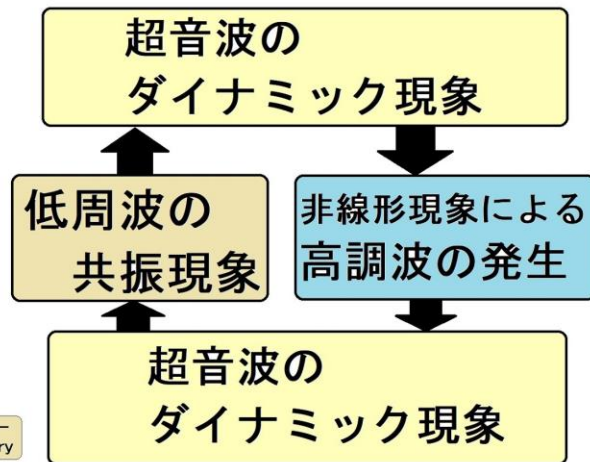 超音波の
ダイナミック現象
低周波の
共振現象
非線形現象による
高調波の発生
超音波の
ダイナミック現象